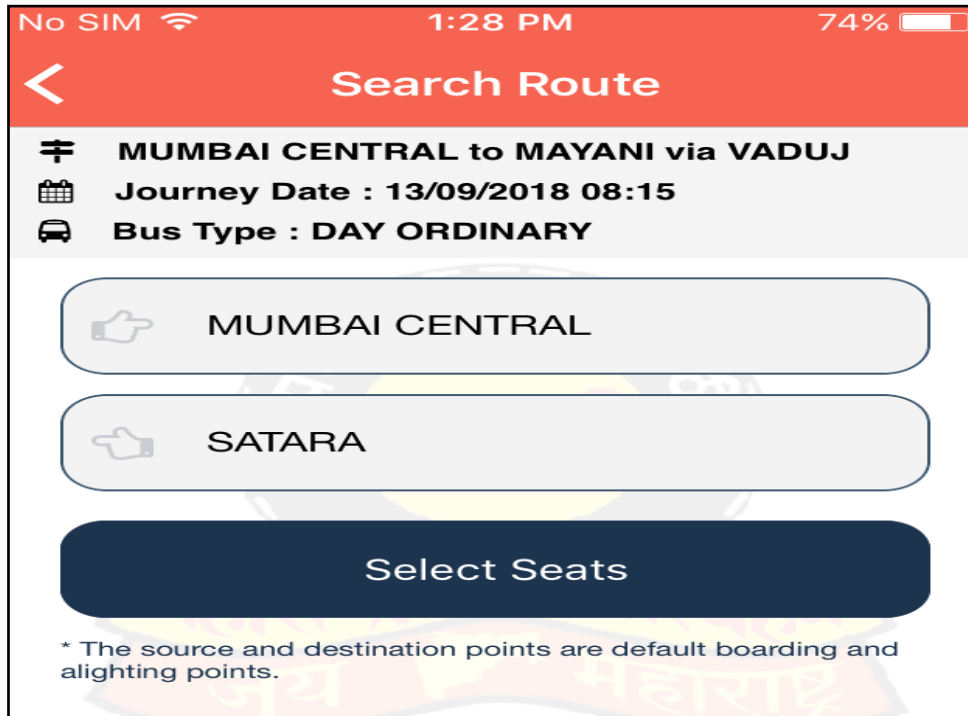 No SIM 1:28 PM 74%
Search Route
MUMBAI CENTRAL to MAYANI via VADUJ
Journey Date : 13/09/2018 08:15
Bus Type : DAY ORDINARY
MUMBAI CENTRAL
SATARA
Select Seats
* The source and destination points are default boarding and
alighting points.
जय महाराष्ट्र